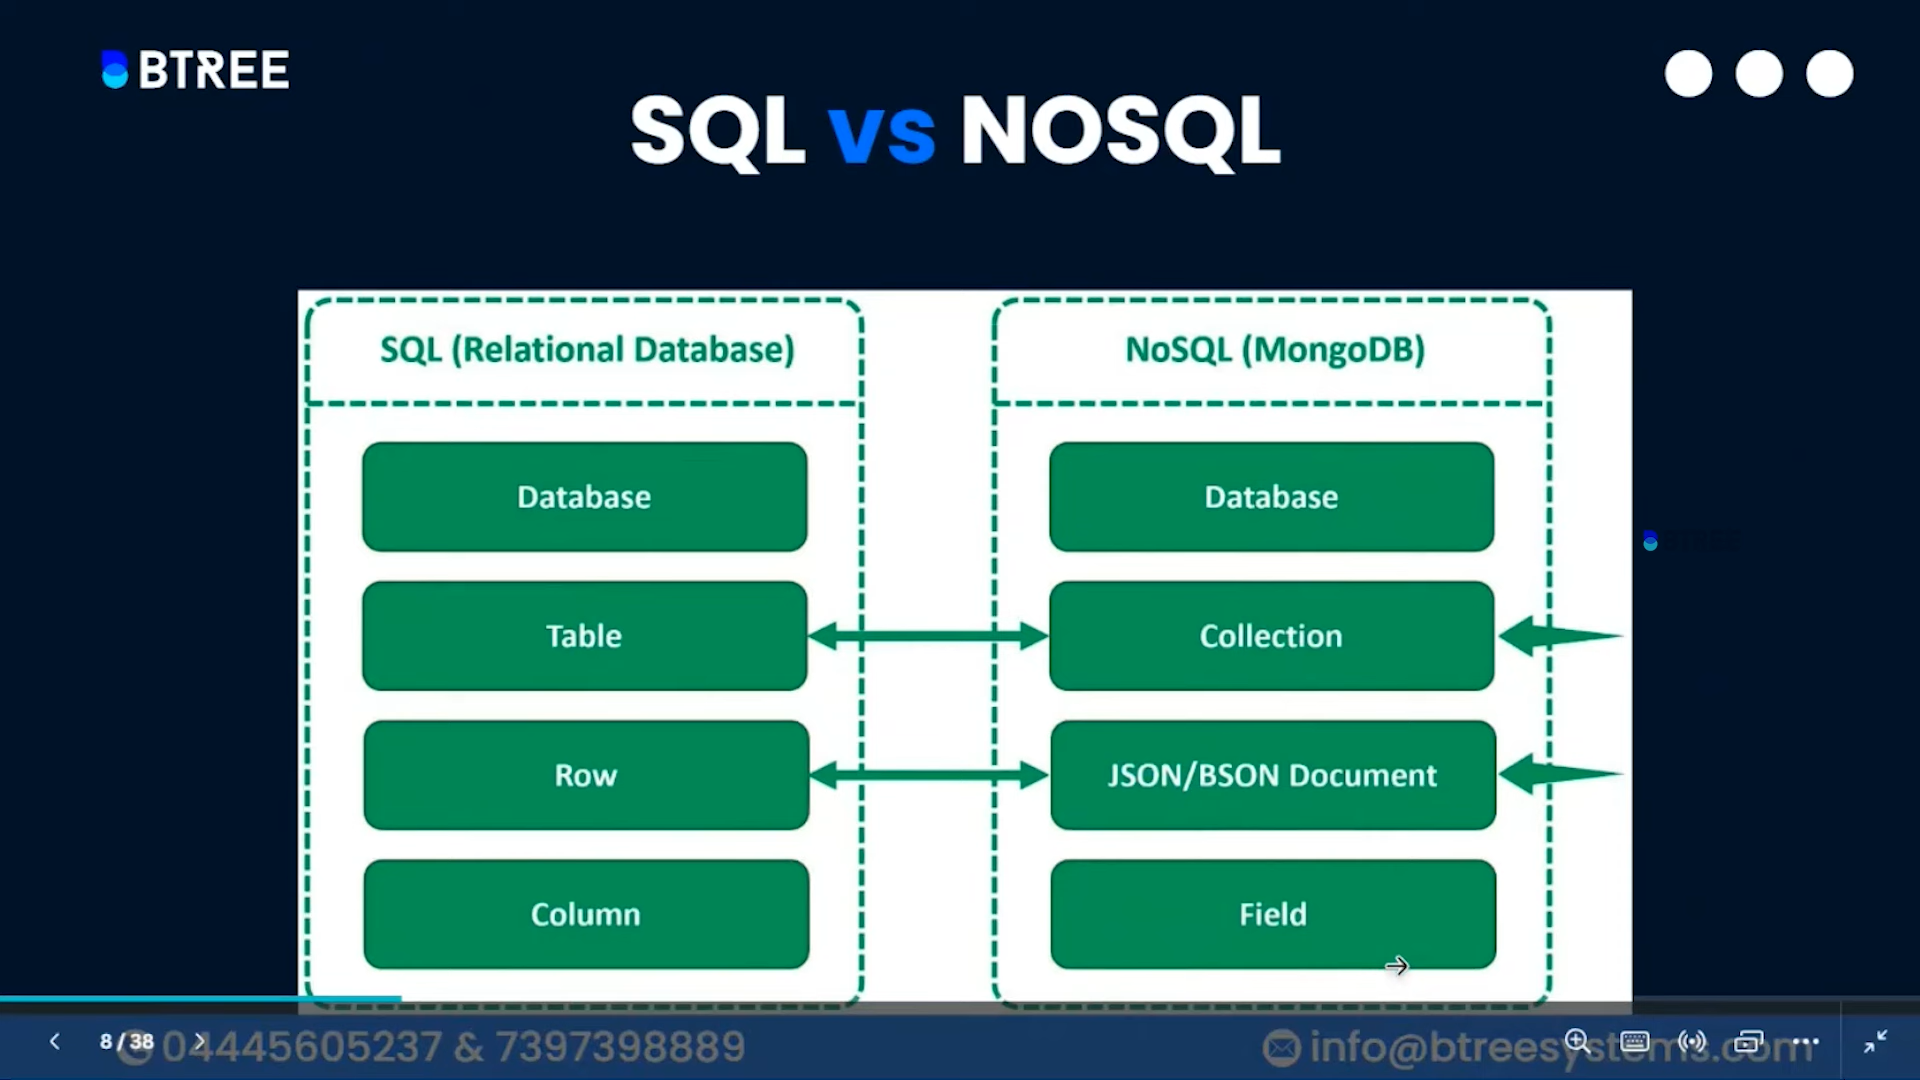 BTREE
SQL vs NOSQL
SQL (Relational Database)
NoSQL (MongoDB)
Database
Database
Table
Collection
Row
JSON/BSON Document
Column
Field
BTREE
8 / 38
04445605237 & 7397398889
info@btreesystems.com